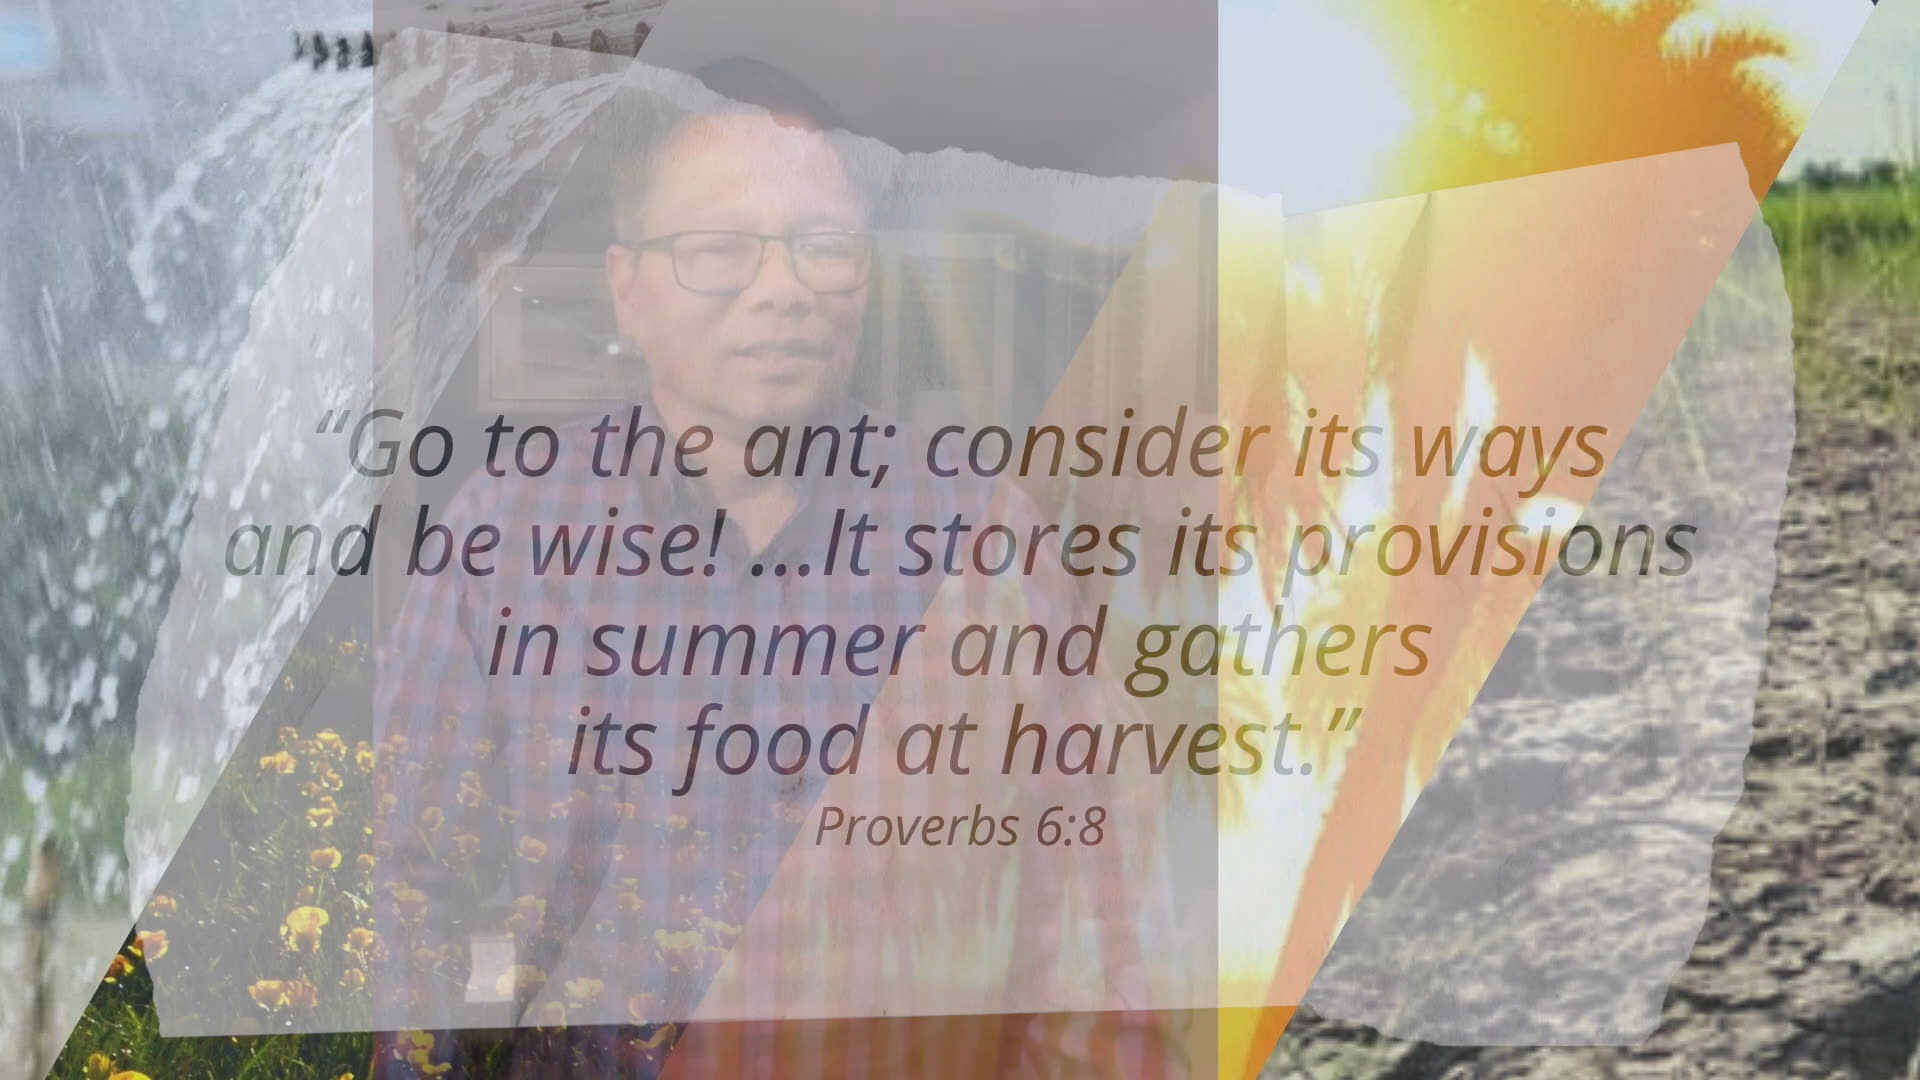 “Go to the ant; consider its ways
and be wise! ...It stores its provisions
in summer and gathers
its food at harvest.”
Proverbs 6:8